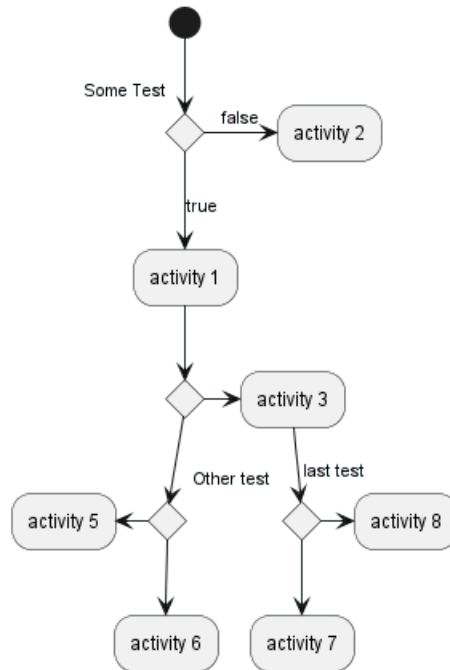 Some Test
false
activity 2
true
activity 1
activity 3
Other test
last test
activity 5
activity 8
activity 6
activity 7